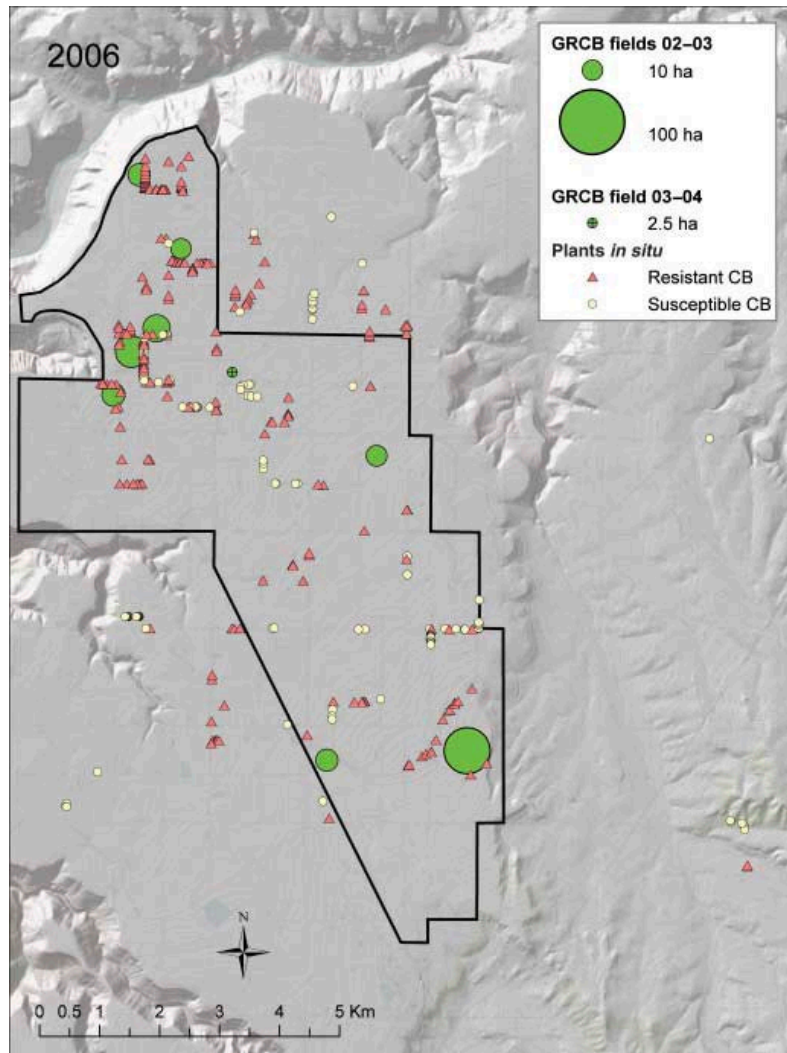 2006
GRCB fields 02–03
10 ha
100 ha
GRCB field 03–04
2.5 ha
Plants in situ
Resistant CB
Susceptible CB
N
0 0.5 1 2 3 4 5 Km